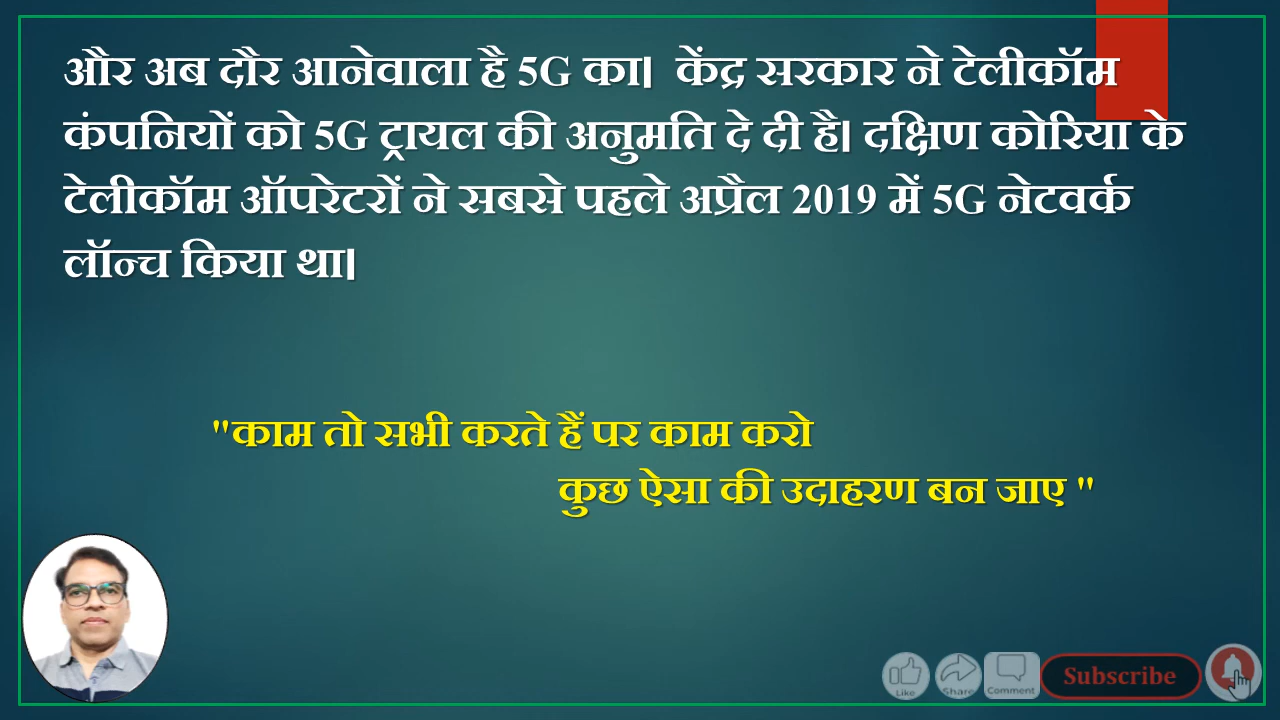 और अब दौर आनेवाला है 5G का| केंद्र सरकार ने टेलीकॉम
कंपनियों को 5G ट्रायल की अनुमति दे दी है| दक्षिण कोरिया के
टेलीकॉम ऑपरेटरों ने सबसे पहले अप्रैल 2019 में 5G नेटवर्क
लॉन्च किया था|
"काम तो सभी करते हैं पर काम करो
कुछ ऐसा की उदाहरण बन जाए "
Like Share Comment Subscribe